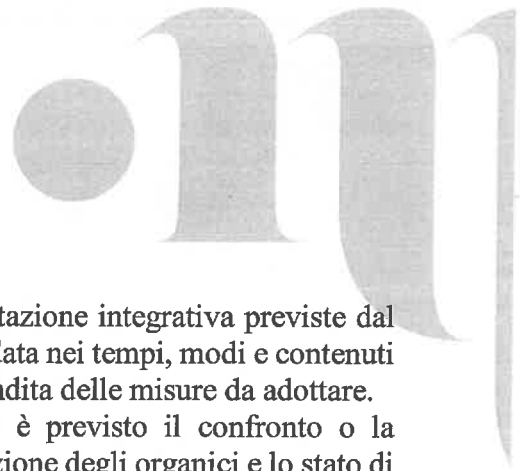 tazione integrativa previste dal
ata nei tempi, modi e contenuti
ndita delle misure da adottare.
è previsto il confronto o la
zione degli organici e lo stato di